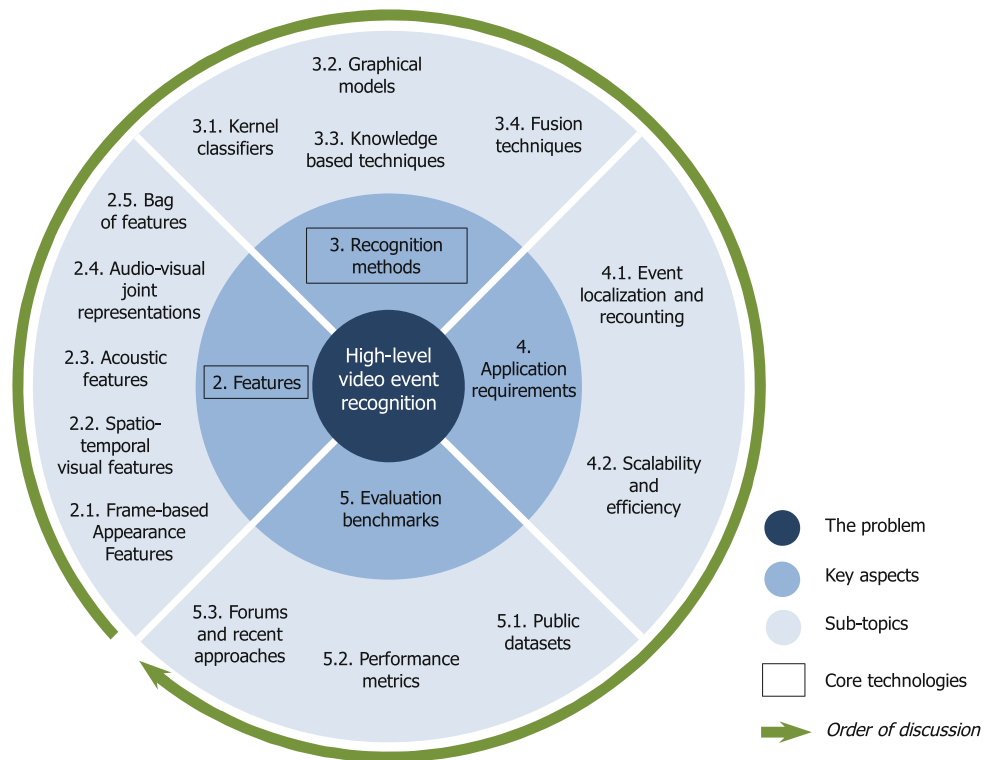 3.2. Graphical
models
3.1. Kernel
classifiers
3.3. Knowledge
based techniques
3.4. Fusion
techniques
2.5. Bag
of features
2.4. Audio-visual
joint
representations
2.3. Acoustic
features
2.2. Spatio-
temporal
visual features
2.1. Frame-based
Appearance
Features
3. Recognition
methods
2. Features
High-level
video event
recognition
4.
Application
requirements
5. Evaluation
benchmarks
4.1. Event
localization and
recounting
4.2. Scalability
and
efficiency
5.3. Forums
and recent
approaches
5.2. Performance
metrics
5.1. Public
datasets
The problem
Key aspects
Sub-topics
Core technologies
Order of discussion